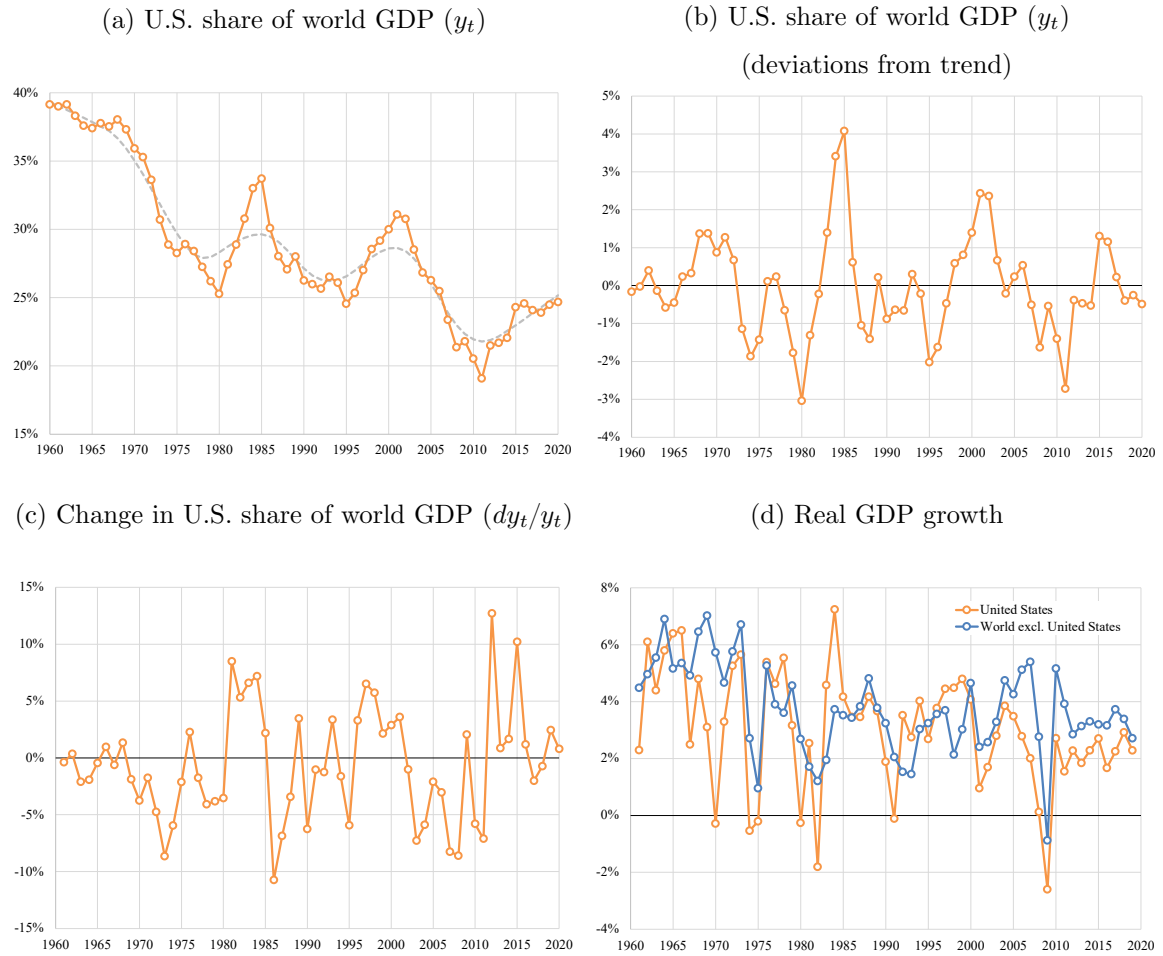 (a) U.S. share of world GDP (y_t)
40%
35%
30%
25%
20%
15%
1960 1965 1970 1975 1980 1985 1990 1995 2000 2005 2010 2015 2020
(b) U.S. share of world GDP (y_t)
(deviations from trend)
5%
4%
3%
2%
1%
0%
-1%
-2%
-3%
-4%
1960 1965 1970 1975 1980 1985 1990 1995 2000 2005 2010 2015 2020
(c) Change in U.S. share of world GDP (dy_t/y_t)
15%
10%
5%
0%
-5%
-10%
-15%
1960 1965 1970 1975 1980 1985 1990 1995 2000 2005 2010 2015 2020
(d) Real GDP growth
8%
6%
4%
2%
0%
-2%
-4%
United States
World excl. United States
1960 1965 1970 1975 1980 1985 1990 1995 2000 2005 2010 2015 2020